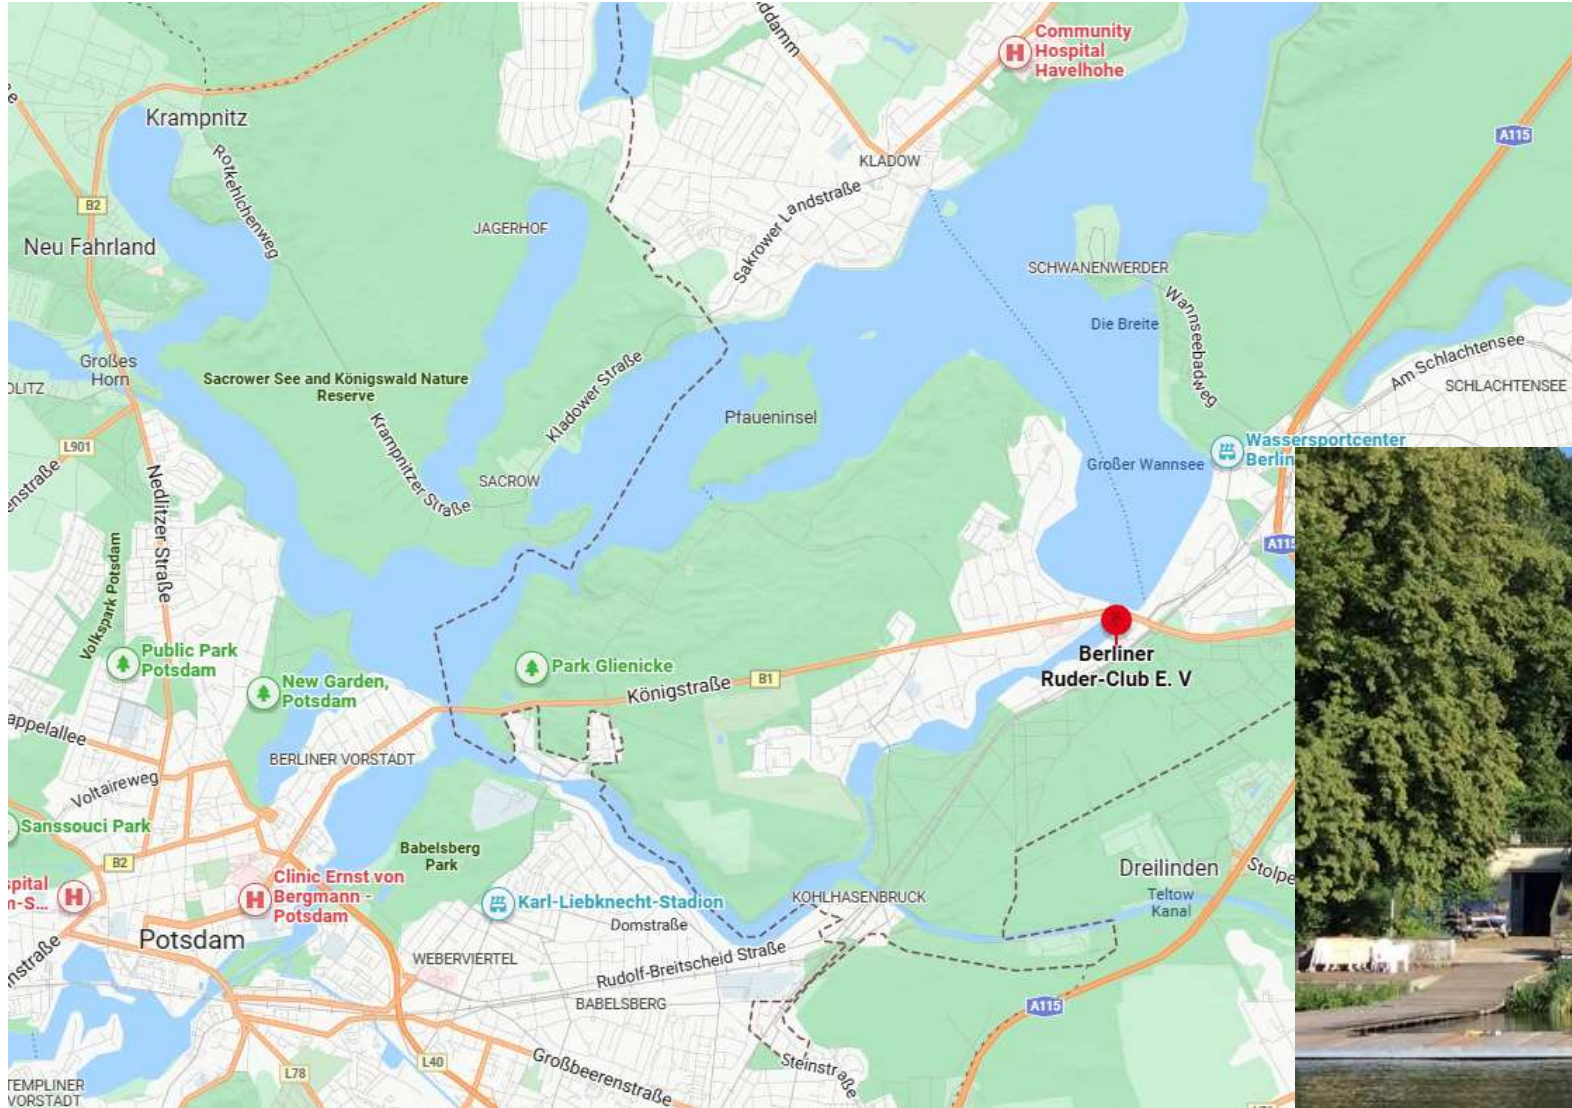 Community
Hospital
Havelhohe
Krampnitz
Rotkehlchenweg
KLADOW
A115
B2
Neu Fahrland
JAGERHOF
Sakrower Landstraße
SCHWANENWERDER
Wannseebadweg
Die Breite
Großes
Horn
Sacrower See and Königswald Nature
Reserve
Kladower Straße
Am Schlachtensee
SCHLACHTENSEE
Pfaueninsel
L901
Krampnitzer Straße
Wassersportcenter
Berlin
Großer Wannsee
Nedlitzer Straße
SACROW
A115
Volkspark Potsdam
Public Park
Potsdam
New Garden,
Potsdam
Park Glienicke
Königstraße
B1
Berliner
Ruder-Club E. V
BERLINER VORSTADT
Voltaireweg
Sanssouci Park
B2
Babelsberg
Park
Clinic Ernst von
Bergmann -
Potsdam
Karl-Liebknecht-Stadion
Domstraße
KOHLHASENBRUCK
Dreilinden
Teltow
Kanal
Potsdam
WEBERVIERTEL
Rudolf-Breitscheid Straße
BABELSBERG
A115
L40
L78
Großbeerenstraße
Steinstraße
TEMPLINER
VORSTADT